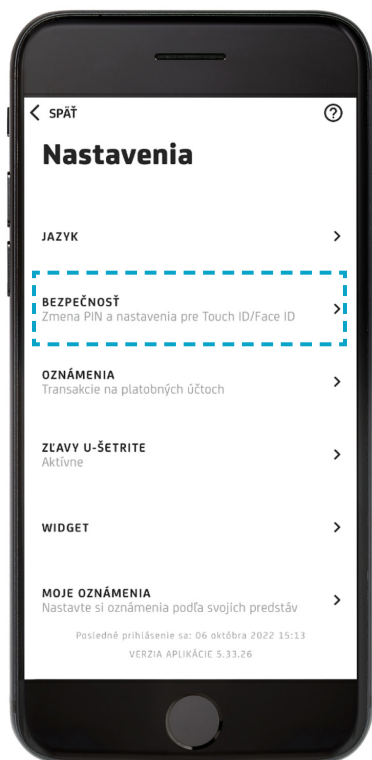 SPÄŤ
Nastavenia
JAZYK
BEZPEČNOSŤ
Zmena PIN a nastavenia pre Touch ID/Face ID
OZNÁMENIA
Transakcie na platobných účtoch
ZĽAVY U-ŠETRITE
Aktívne
WIDGET
MOJE OZNÁMENIA
Nastavte si oznámenia podľa svojich predstáv
Posledné prihlásenie sa: 06 októbra 2022 15:13
VERZIA APLIKÁCIE 5.33.26